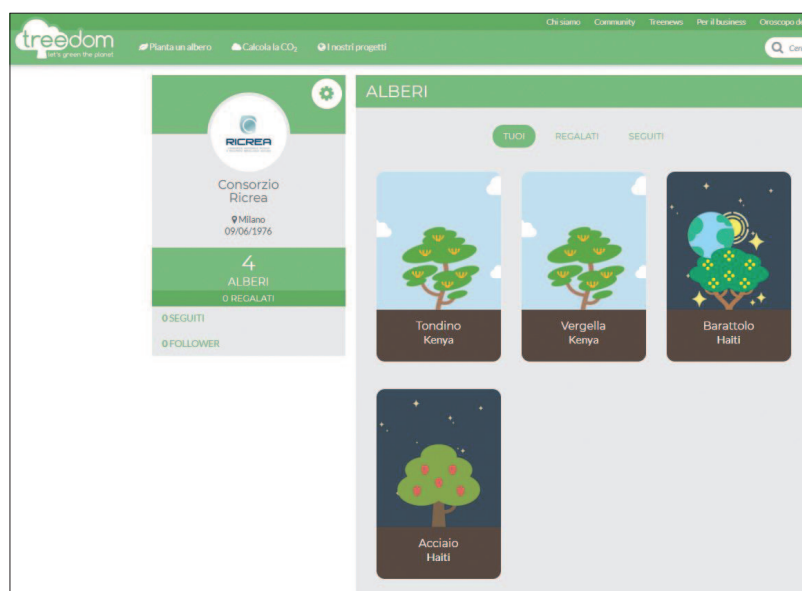 Chi siamo Community Treenews Per il business Oroscopo de
treedom
let's green the planet
Pianta un albero Calcola la CO₂ I nostri progetti
Cer
ALBERI
RICREA
TUOI REGALATI SEGUITI
Consorzio
Ricrea
Milano
09/06/1976
4
ALBERI
0 REGALATI
0 SEGUITI
0 FOLLOWER
Tondino
Kenya
Vergella
Kenya
Barattolo
Haiti
Acciaio
Haiti